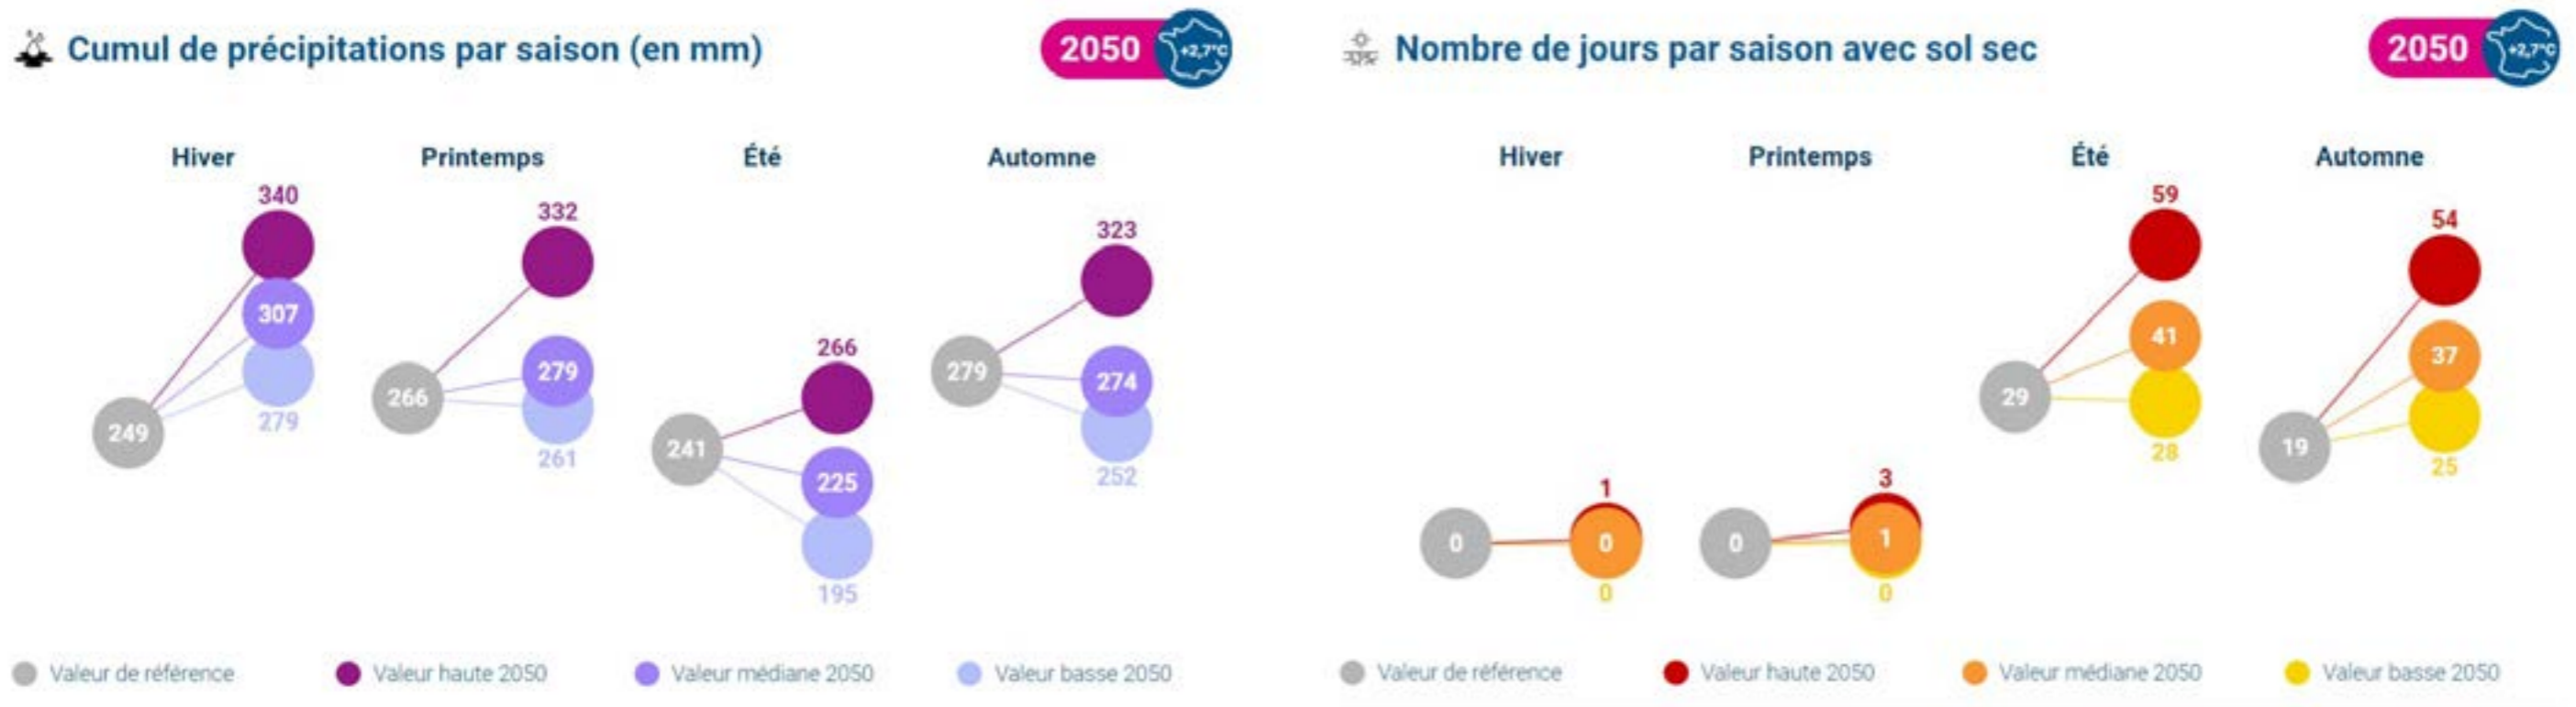 Cumul de précipitations par saison (en mm)
2050
+2,7°C
Hiver
Printemps
Été
Automne
340
307
249
279
332
279
266
261
266
241
225
195
323
279
274
252
Valeur de référence
Valeur haute 2050
Valeur médiane 2050
Valeur basse 2050
Nombre de jours par saison avec sol sec
2050
+2,7°C
Hiver
Printemps
Été
Automne
1
0
0
0
3
0
1
0
59
41
29
28
54
37
19
25
Valeur de référence
Valeur haute 2050
Valeur médiane 2050
Valeur basse 2050